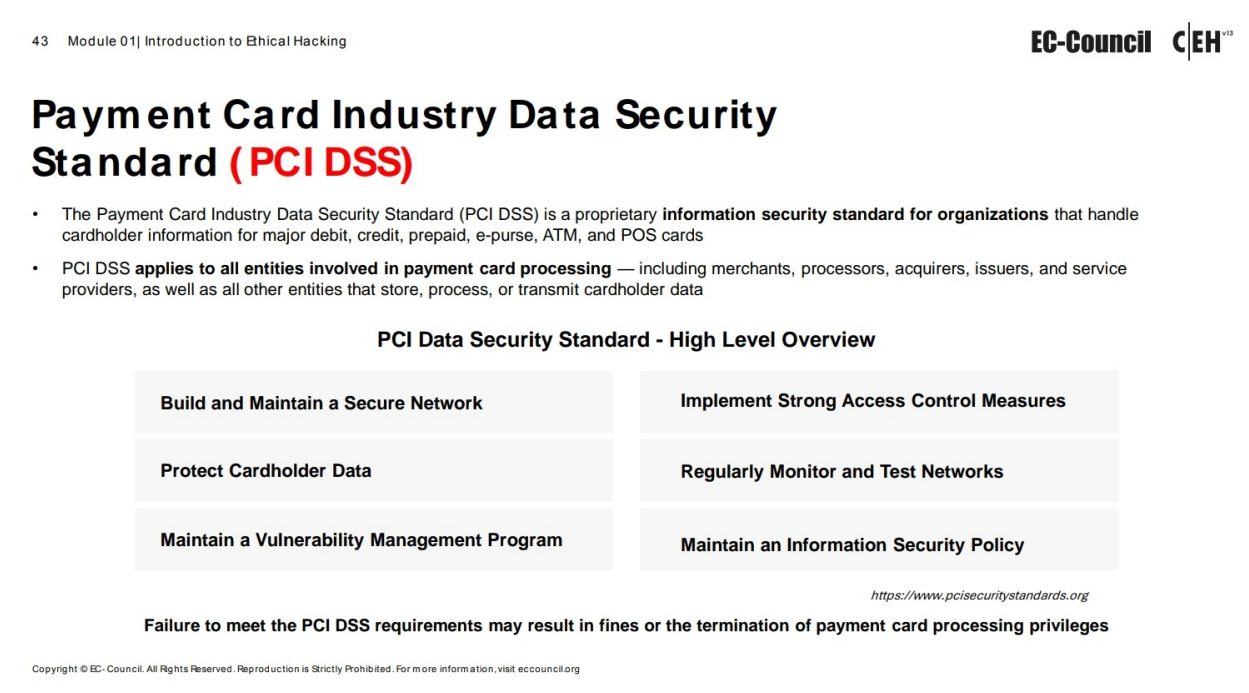 43 Module 01| Introduction to Ethical Hacking
EC-Council C|EH v13
Payment Card Industry Data Security
Standard (PCI DSS)
• The Payment Card Industry Data Security Standard (PCI DSS) is a proprietary information security standard for organizations that handle
cardholder information for major debit, credit, prepaid, e-purse, ATM, and POS cards
• PCI DSS applies to all entities involved in payment card processing — including merchants, processors, acquirers, issuers, and service
providers, as well as all other entities that store, process, or transmit cardholder data
PCI Data Security Standard - High Level Overview
Build and Maintain a Secure Network
Implement Strong Access Control Measures
Protect Cardholder Data
Regularly Monitor and Test Networks
Maintain a Vulnerability Management Program
Maintain an Information Security Policy
https://www.pcisecuritystandards.org
Failure to meet the PCI DSS requirements may result in fines or the termination of payment card processing privileges
Copyright © EC- Council. All Rights Reserved. Reproduction is Strictly Prohibited. For more information, visit eccouncil.org